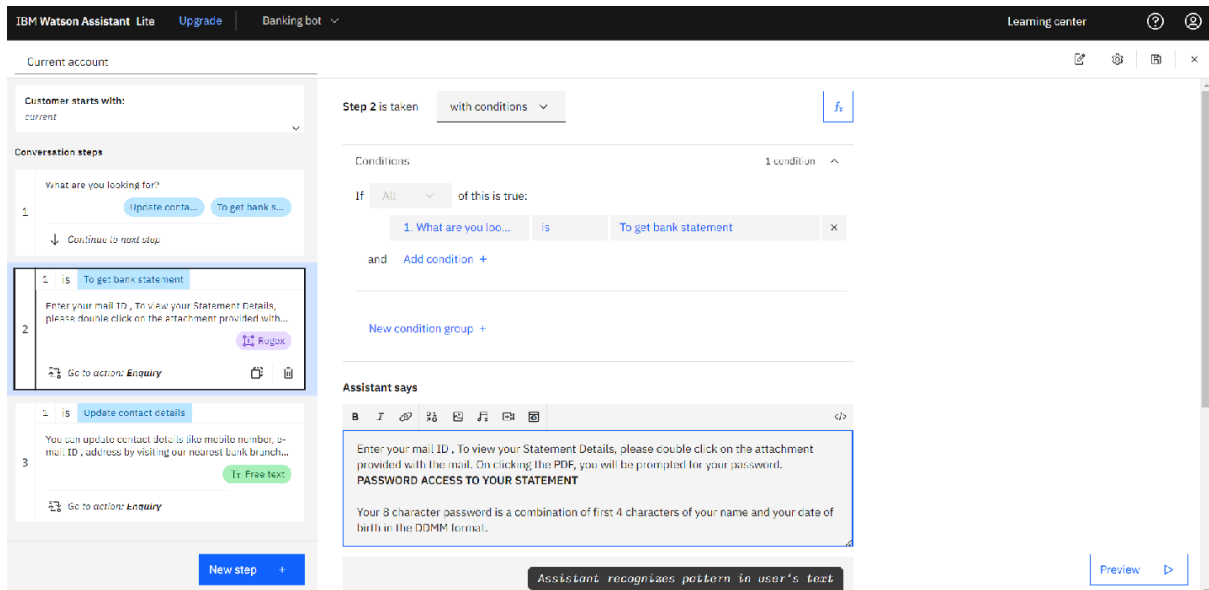 IBM Watson Assistant Lite Upgrade Banking bot Learning center
Current account
Customer starts with:
current
Conversation steps
What are you looking for?
Update conta... To get bank s...
1
Continue to next step
1 is To get bank statement
Enter your mail ID , To view your Statement Details,
please double click on the attachment provided with...
2
Regex
Go to action: Enquiry
1 is Update contact details
You can update contact details like mobile number, e-
mail ID , address by visiting our nearest bank branch...
3
Free text
Go to action: Enquiry
New step +
Step 2 is taken with conditions
fx
Conditions 1 condition
If All of this is true:
1. What are you loo... is To get bank statement ×
and Add condition +
New condition group +
Assistant says
B I </>
Enter your mail ID , To view your Statement Details, please double click on the attachment
provided with the mail. On clicking the PDF, you will be prompted for your password.
PASSWORD ACCESS TO YOUR STATEMENT
Your 8 character password is a combination of first 4 characters of your name and your date of
birth in the DDMM format.
Assistant recognizes pattern in user's text
Preview